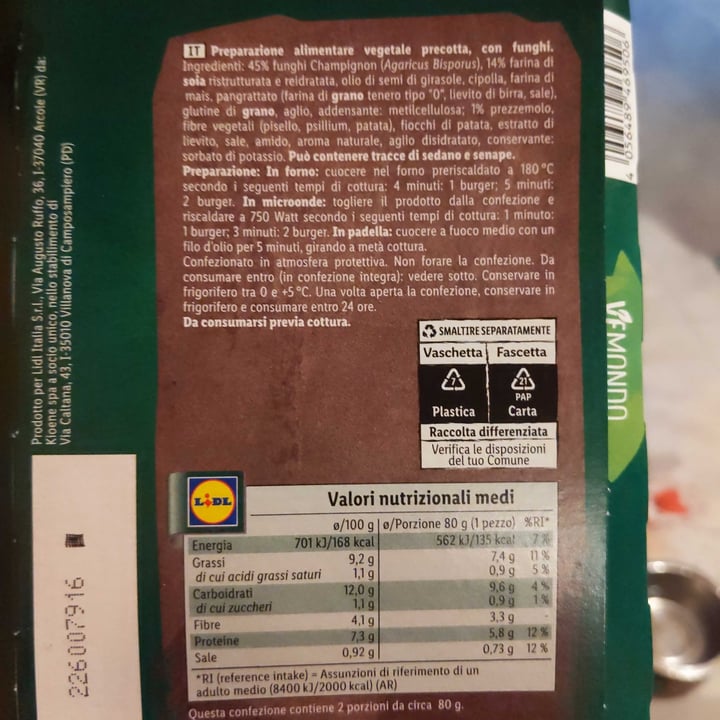 IT Preparazione alimentare vegetale precotta, con funghi.
Ingredienti: 45% funghi Champignon (Agaricus Bisporus), 14% farina di
soia ristrutturata e reidratata, olio di semi di girasole, cipolla, farina di
mais, pangrattato (farina di grano tenero tipo "0", lievito di birra, sale),
glutine di grano, aglio, addensante: metilcellulosa; 1% prezzemolo,
fibre vegetali (pisello, psillium, patata), fiocchi di patata, estratto di
lievito, sale, amido, aroma naturale, aglio disidratato, conservante:
sorbato di potassio. Può contenere tracce di sedano e senape.
Preparazione: In forno: cuocere nel forno preriscaldato a 180 °C
secondo i seguenti tempi di cottura: 4 minuti: 1 burger; 5 minuti:
2 burger. In microonde: togliere il prodotto dalla confezione e
riscaldare a 750 Watt secondo i seguenti tempi di cottura: 1 minuto:
1 burger; 3 minuti: 2 burger. In padella: cuocere a fuoco medio con un
filo d'olio per 5 minuti, girando a metà cottura.
Confezionato in atmosfera protettiva. Non forare la confezione. Da
consumare entro (in confezione integra): vedere sotto. Conservare in
frigorifero tra 0 e +5 °C. Una volta aperta la confezione, conservare in
frigorifero e consumare entro 24 ore.
Da consumarsi previa cottura.
SMALTIRE SEPARATAMENTE
Vaschetta Fascetta
7 21
PAP
Plastica Carta
Raccolta differenziata
Verifica le disposizioni
del tuo Comune
LIDL
Valori nutrizionali medi
ø/100 g ø/Porzione 80 g (1 pezzo) %RI*
Energia 701 kJ/168 kcal 562 kJ/135 kcal 7 %
Grassi 9,2 g 7,4 g 11 %
di cui acidi grassi saturi 1,1 g 0,9 g 5 %
Carboidrati 12,0 g 9,6 g 4 %
di cui zuccheri 1,1 g 0,9 g 1 %
Fibre 4,1 g 3,3 g -
Proteine 7,3 g 5,8 g 12 %
Sale 0,92 g 0,73 g 12 %
*RI (reference intake) = Assunzioni di riferimento di un
adulto medio (8400 kJ/2000 kcal) (AR)
Questa confezione contiene 2 porzioni da circa 80 g.
Prodotto per Lidl Italia S.r.l., Via Augusto Ruffo, 36, I-37040 Arcole (VR) da:
Kioene spa a socio unico, nello stabilimento di
Via Caltana, 43, I-35010 Villanova di Camposampiero (PD)
226007916
4 056489 469506
VEMONDO